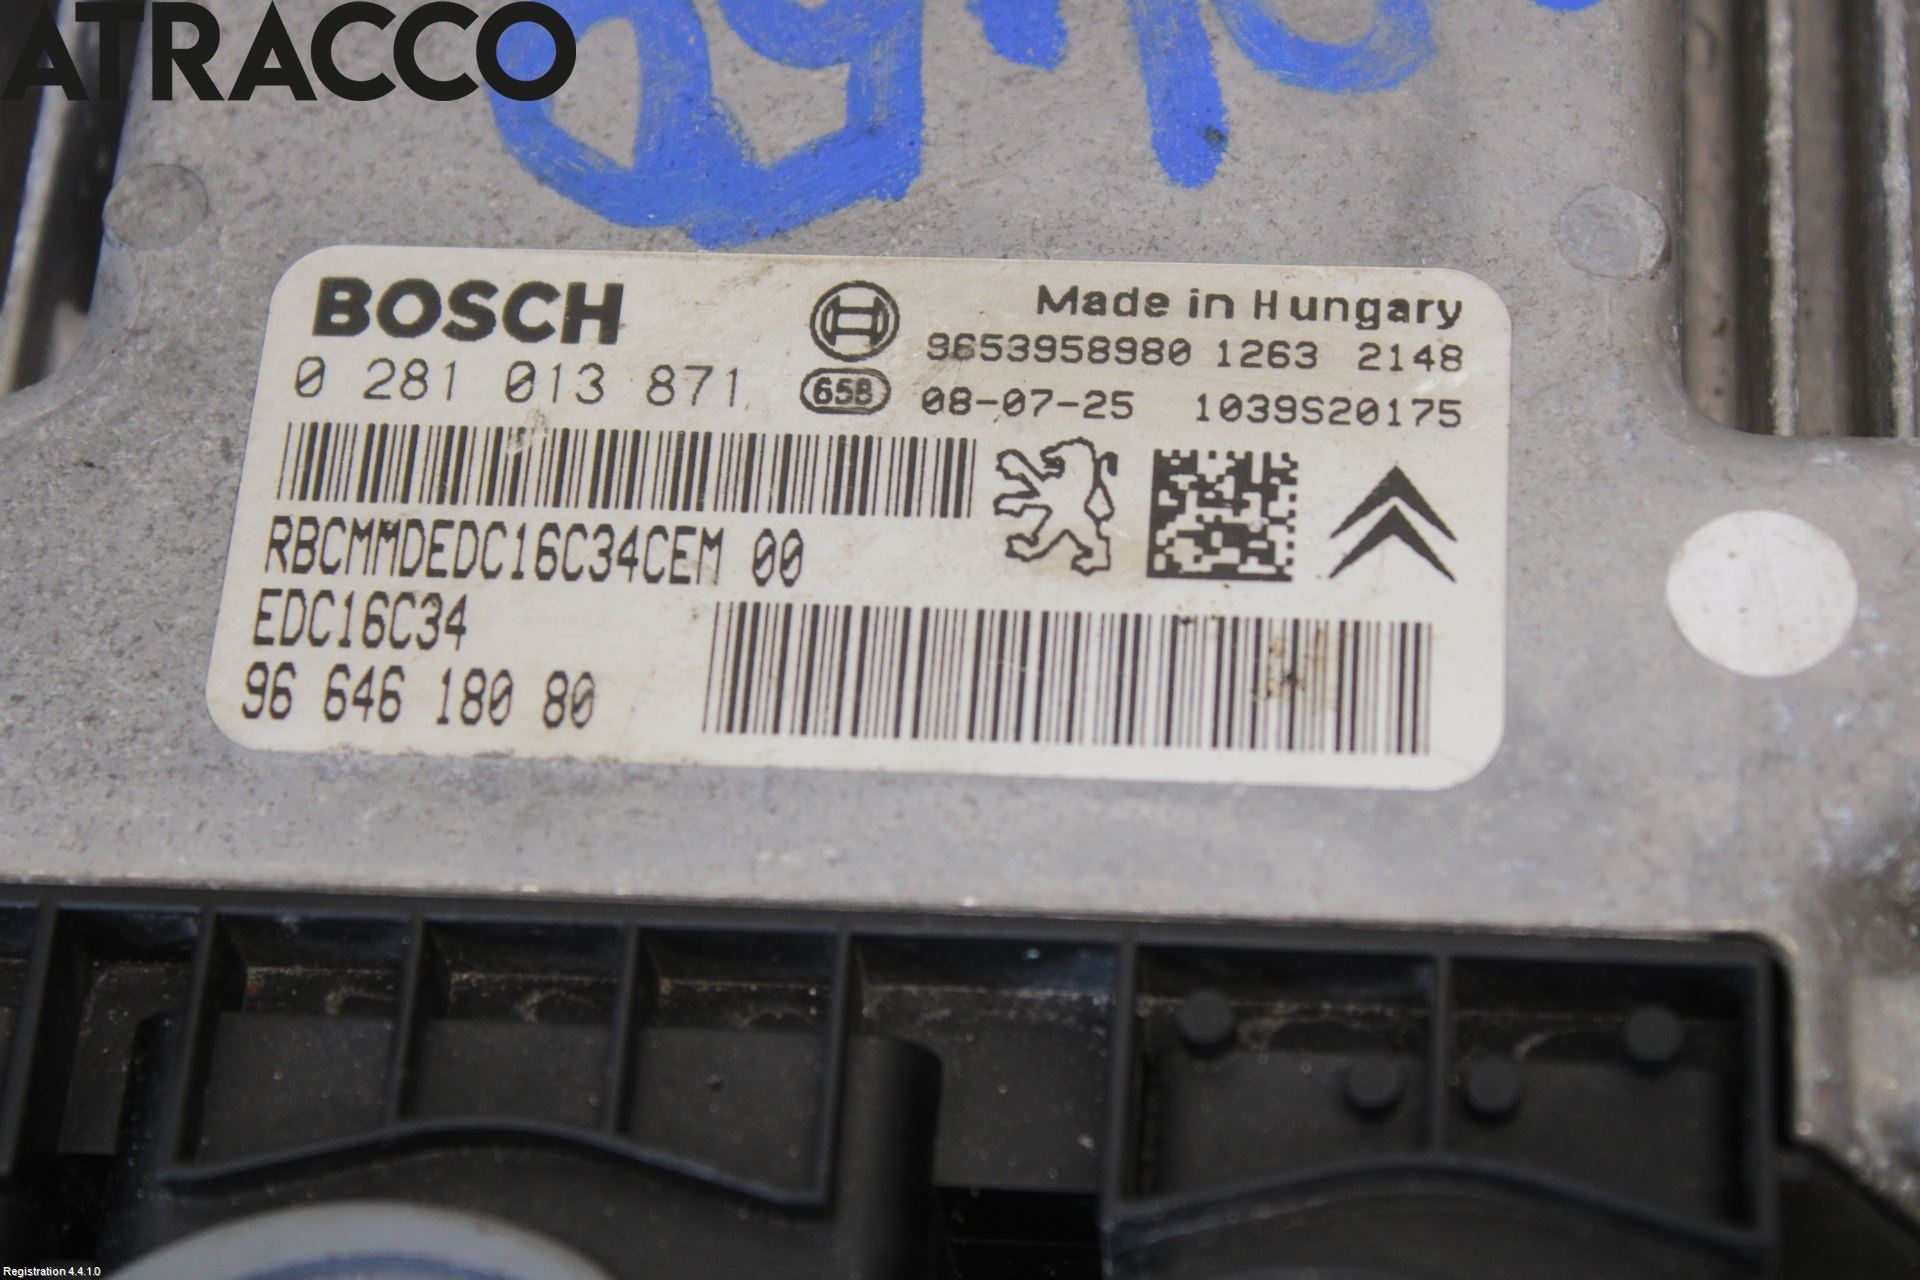 ATRACCO
BOSCH
Made in Hungary
9653958980 1263 2148
0 281 013 871
658
08-07-25 1039S20175
RBCMMDEDC16C34CEM 00
EDC16C34
96 646 180 80
Registration 4.4.1.0